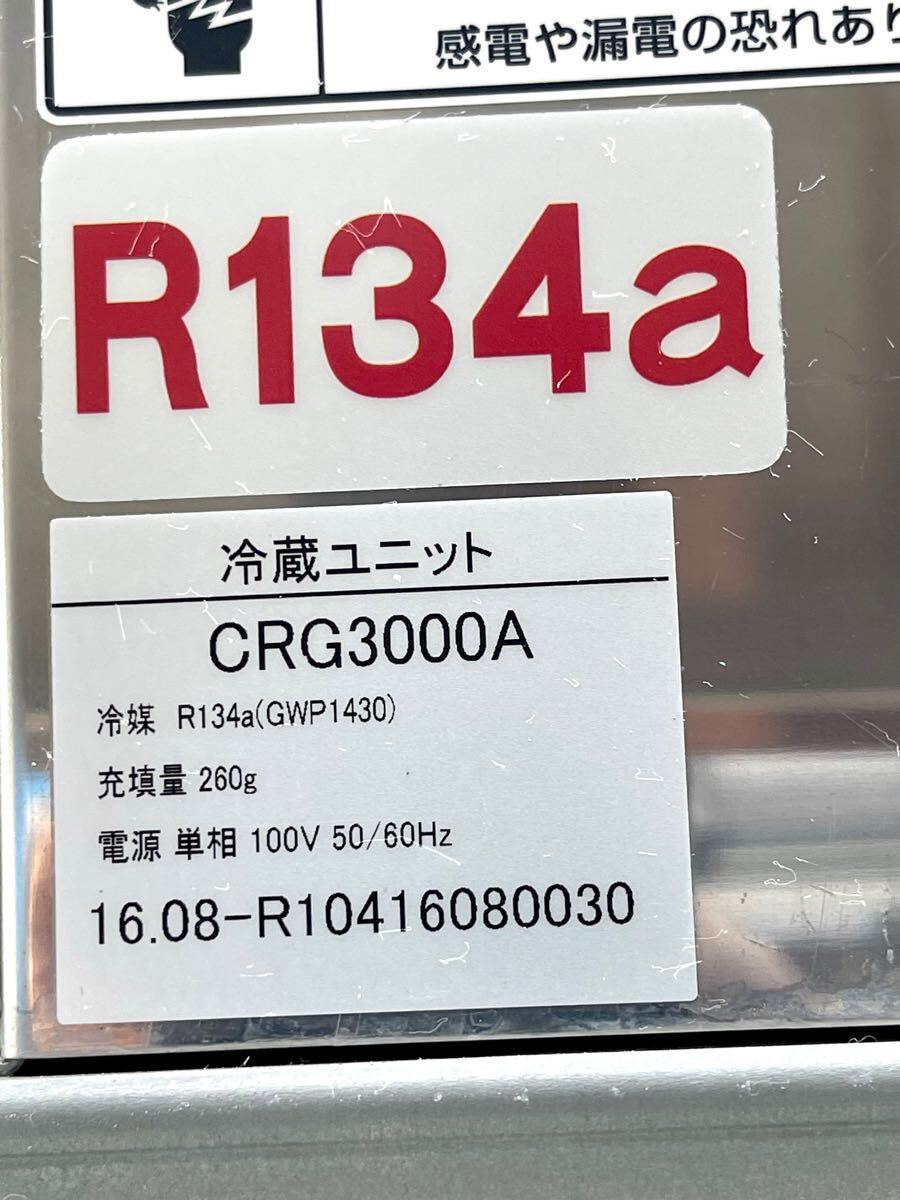 感電や漏電の恐れあり
R134a
冷蔵ユニット
CRG3000A
冷媒 R134a(GWP1430)
充填量 260g
電源 単相 100V 50/60Hz
16.08-R10416080030